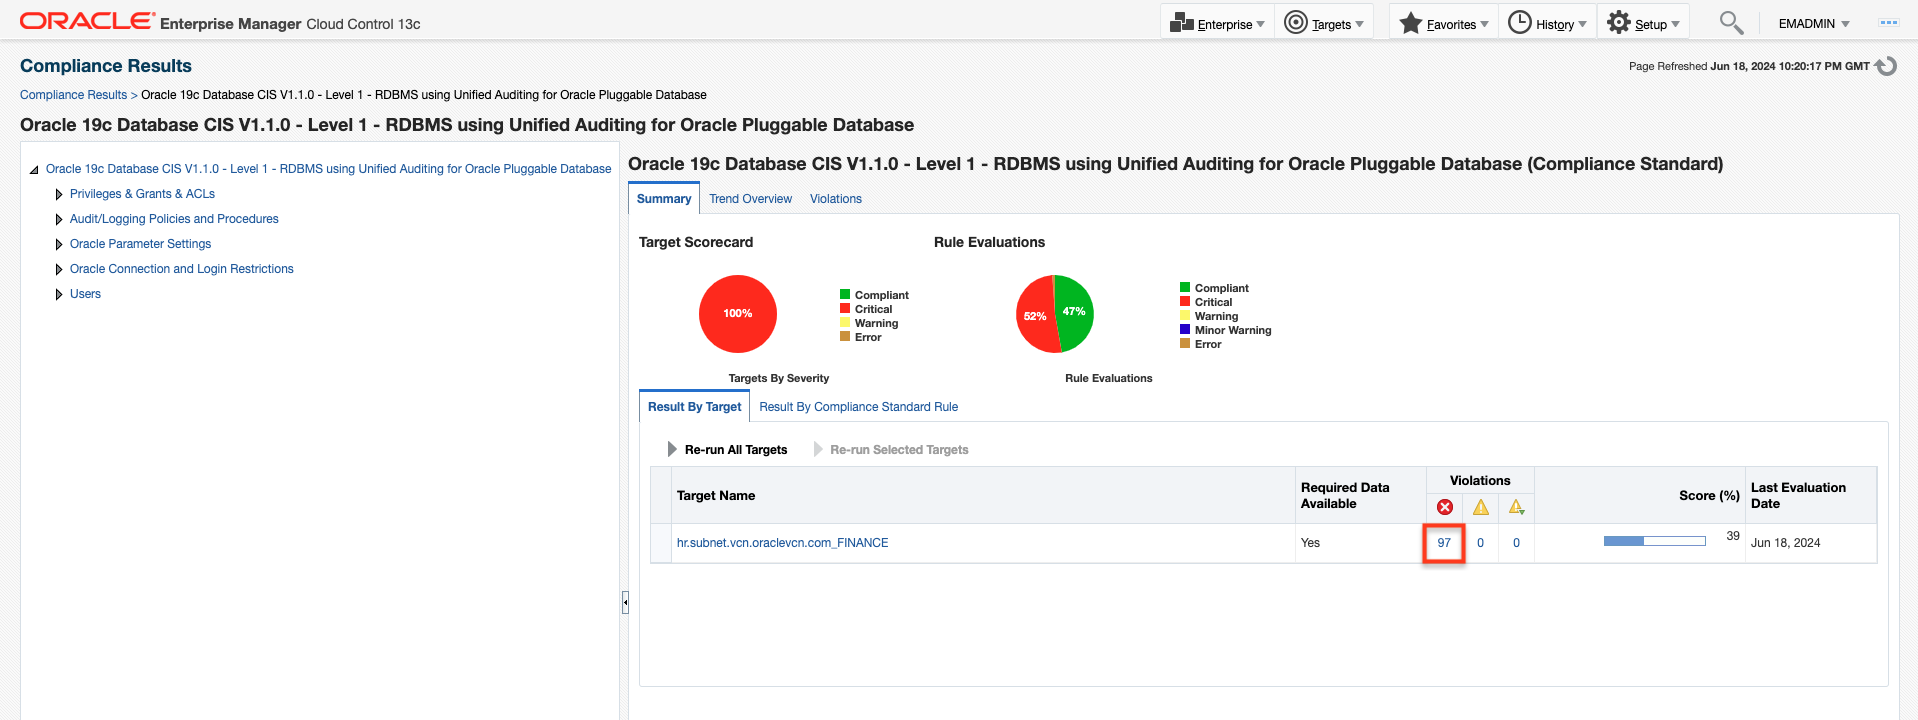 ORACLE Enterprise Manager Cloud Control 13c
Enterprise Targets Favorites History Setup EMADMIN
Compliance Results
Page Refreshed Jun 18, 2024 10:20:17 PM GMT
Compliance Results > Oracle 19c Database CIS V1.1.0 - Level 1 - RDBMS using Unified Auditing for Oracle Pluggable Database
Oracle 19c Database CIS V1.1.0 - Level 1 - RDBMS using Unified Auditing for Oracle Pluggable Database
Oracle 19c Database CIS V1.1.0 - Level 1 - RDBMS using Unified Auditing for Oracle Pluggable Database
Privileges & Grants & ACLs
Audit/Logging Policies and Procedures
Oracle Parameter Settings
Oracle Connection and Login Restrictions
Users
Oracle 19c Database CIS V1.1.0 - Level 1 - RDBMS using Unified Auditing for Oracle Pluggable Database (Compliance Standard)
Summary Trend Overview Violations
Target Scorecard
100%
Compliant
Critical
Warning
Error
Targets By Severity
Rule Evaluations
52% 47%
Compliant
Critical
Warning
Minor Warning
Error
Rule Evaluations
Result By Target Result By Compliance Standard Rule
Re-run All Targets Re-run Selected Targets
Target Name
Required Data
Available
Violations
Score (%)
Last Evaluation
Date
hr.subnet.vcn.oraclevcn.com_FINANCE Yes 97 0 0 39 Jun 18, 2024